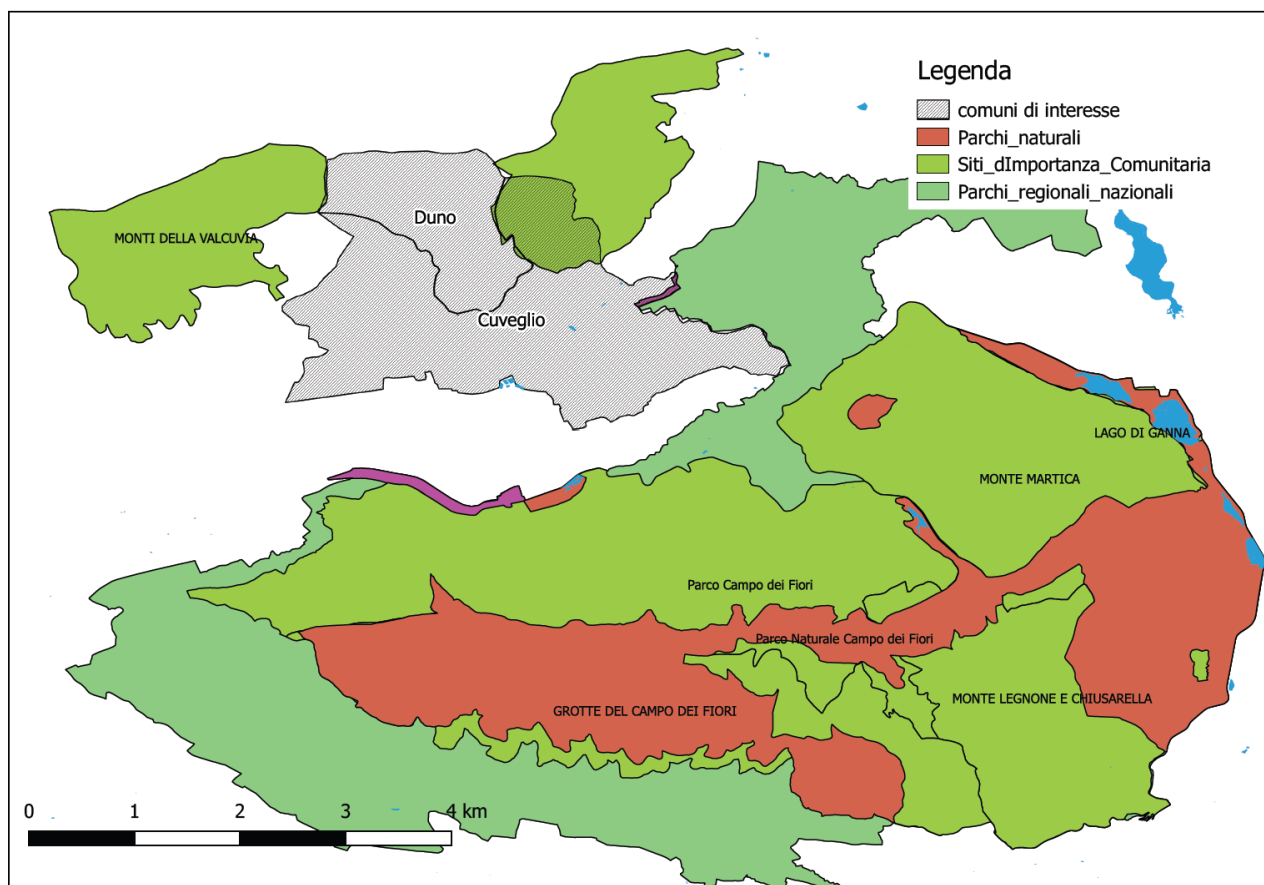 Legenda
comuni di interesse
Parchi_naturali
Siti_dImportanza_Comunitaria
Parchi_regionali_nazionali
Duno
MONTI DELLA VALCUVIA
Cuveglio
LAGO DI GANNA
MONTE MARTICA
Parco Campo dei Fiori
Parco Naturale Campo dei Fiori
MONTE LEGNONE E CHIUSARELLA
GROTTE DEL CAMPO DEI FIORI
0 1 2 3 4 km